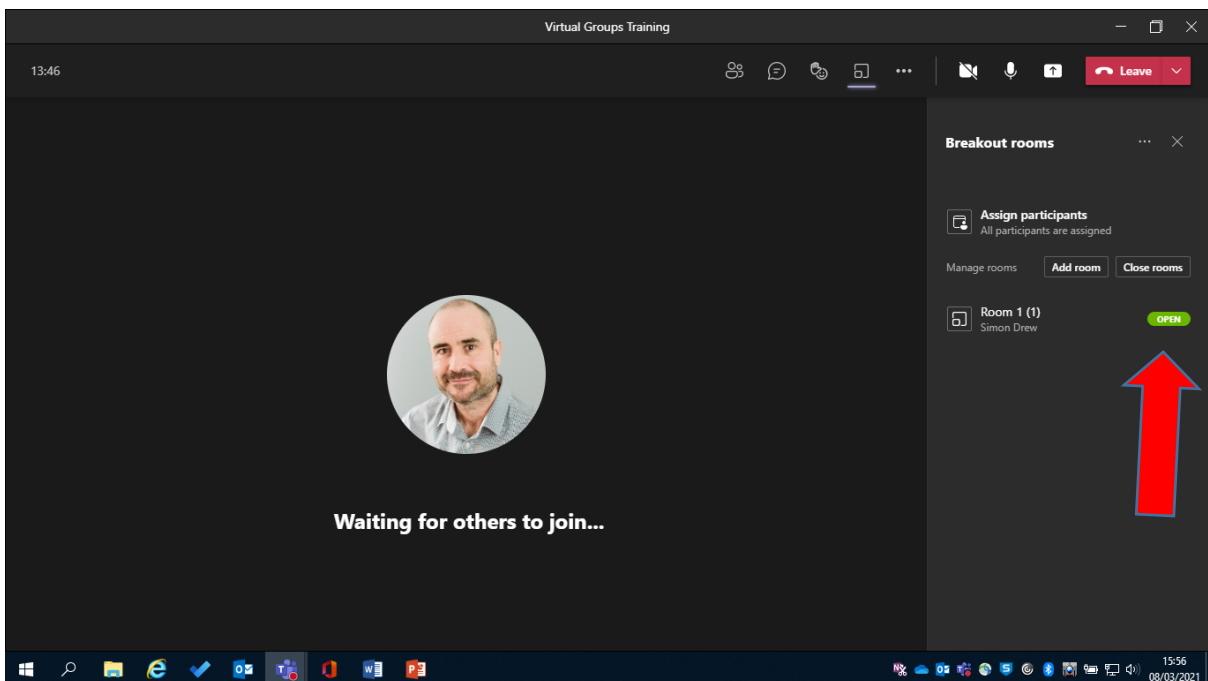 Virtual Groups Training
13:46
Leave
Breakout rooms
Assign participants
All participants are assigned
Manage rooms Add room Close rooms
Room 1 (1)
Simon Drew
OPEN
Waiting for others to join...
15:56
08/03/2021